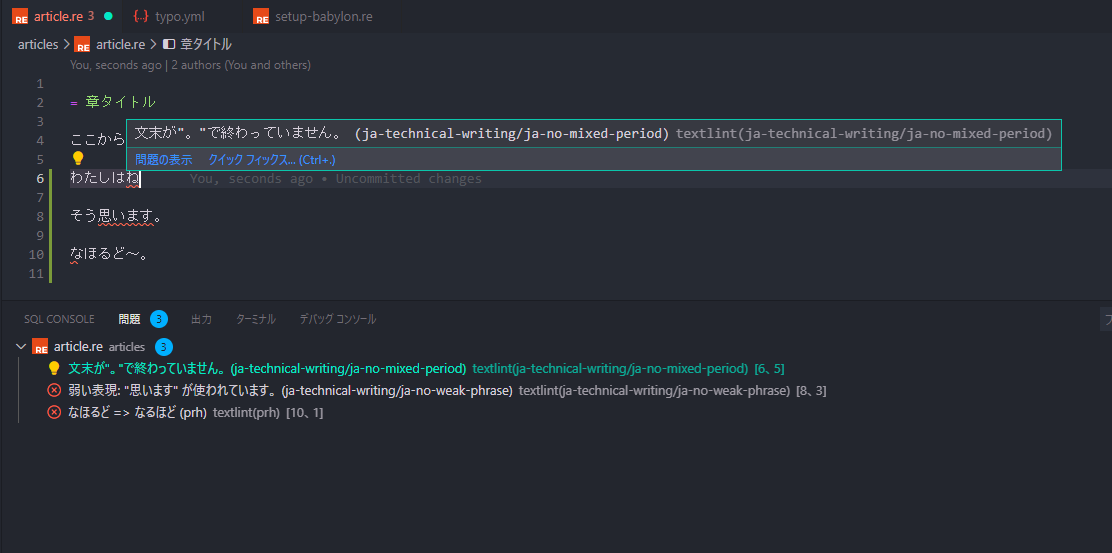 RE article.re 3 ● {..} typo.yml RE setup-babylon.re
articles > RE article.re > 章タイトル
You, seconds ago | 2 authors (You and others)
1
2 = 章タイトル
3
4 ここから
文末が"。"で終わっていません。 (ja-technical-writing/ja-no-mixed-period) textlint(ja-technical-writing/ja-no-mixed-period)
5
問題の表示 クイック フィックス... (Ctrl+.)
6 わたしはね You, seconds ago • Uncommitted changes
7
8 そう思います。
9
10 なほるど～。
11
SQL CONSOLE 問題 3 出力 ターミナル デバッグ コンソール
RE article.re articles 3
文末が"。"で終わっていません。 (ja-technical-writing/ja-no-mixed-period) textlint(ja-technical-writing/ja-no-mixed-period) [6、5]
弱い表現: "思います" が使われています。 (ja-technical-writing/ja-no-weak-phrase) textlint(ja-technical-writing/ja-no-weak-phrase) [8、3]
なほるど => なるほど (prh) textlint(prh) [10、1]